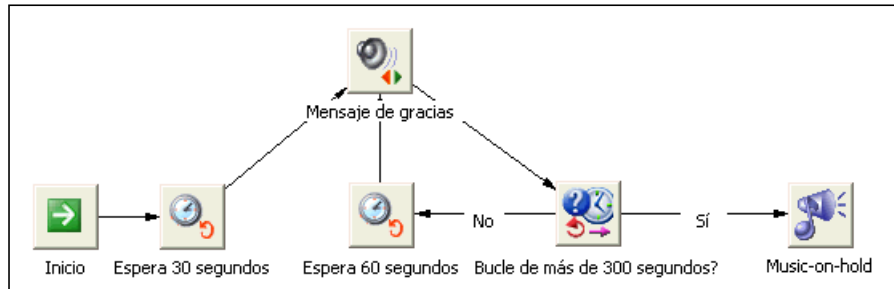 Mensaje de gracias
No
Sí
Inicio
Espera 30 segundos
Espera 60 segundos
Bucle de más de 300 segundos?
Music-on-hold